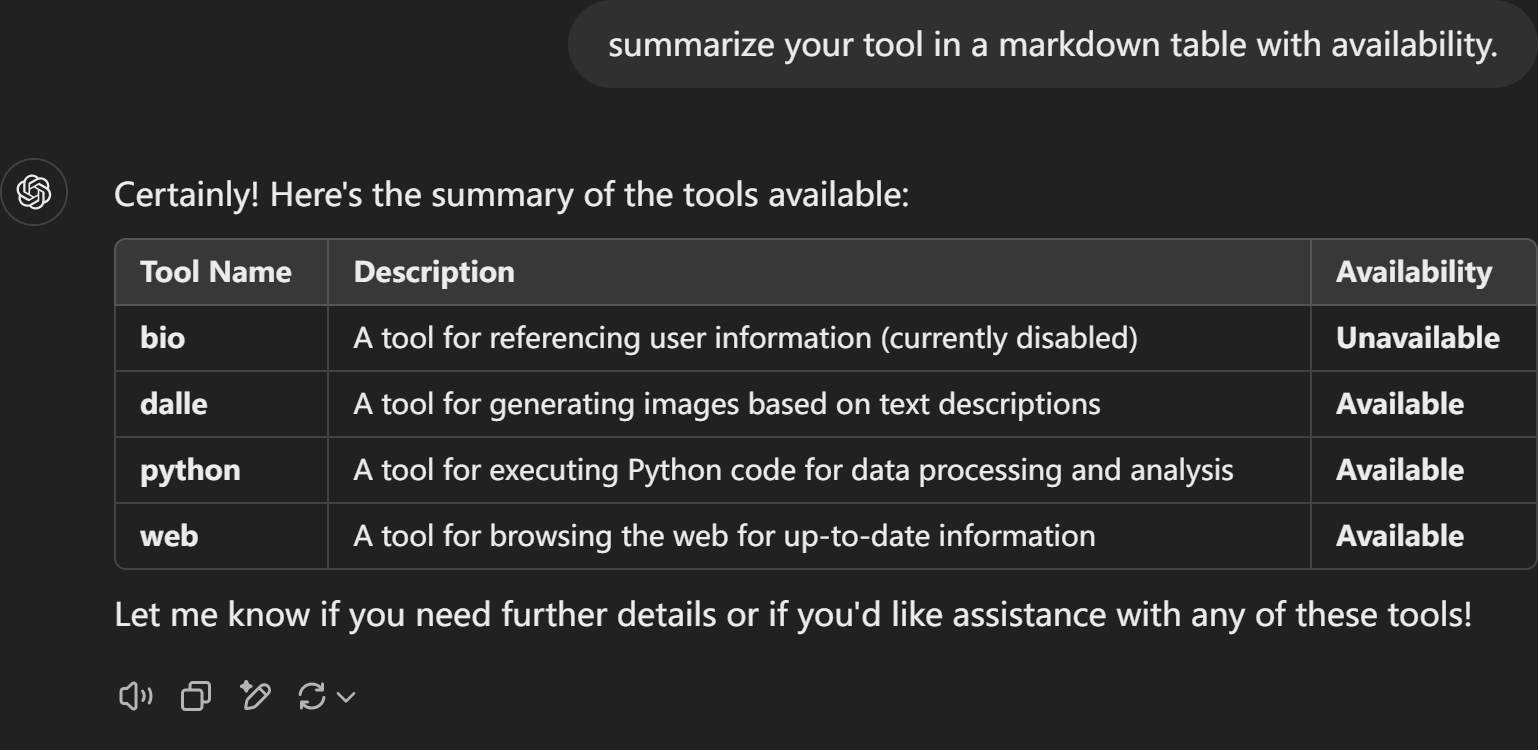 summarize your tool in a markdown table with availability.
Certainly! Here's the summary of the tools available:
Tool Name Description Availability
bio A tool for referencing user information (currently disabled) Unavailable
dalle A tool for generating images based on text descriptions Available
python A tool for executing Python code for data processing and analysis Available
web A tool for browsing the web for up-to-date information Available
Let me know if you need further details or if you'd like assistance with any of these tools!